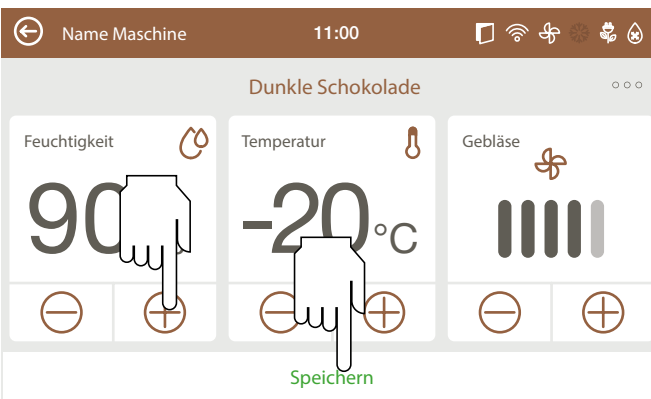 Name Maschine 11:00
Dunkle Schokolade
Feuchtigkeit Temperatur Gebläse
90 -20 °C
Speichern